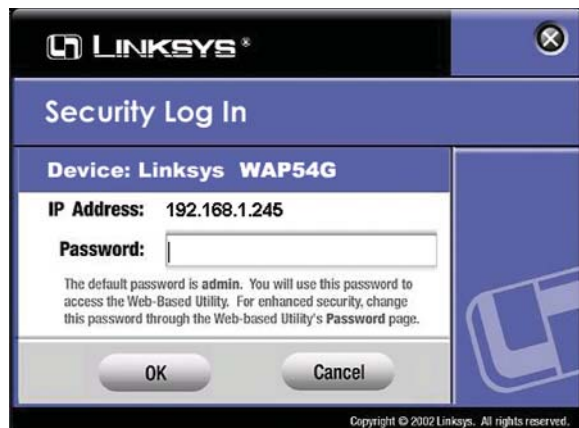 LINKSYS®
Security Log In
Device: Linksys WAP54G
IP Address: 192.168.1.245
Password:
The default password is admin. You will use this password to
access the Web-Based Utility. For enhanced security, change
this password through the Web-based Utility's Password page.
OK Cancel
Copyright © 2002 Linksys. All rights reserved.